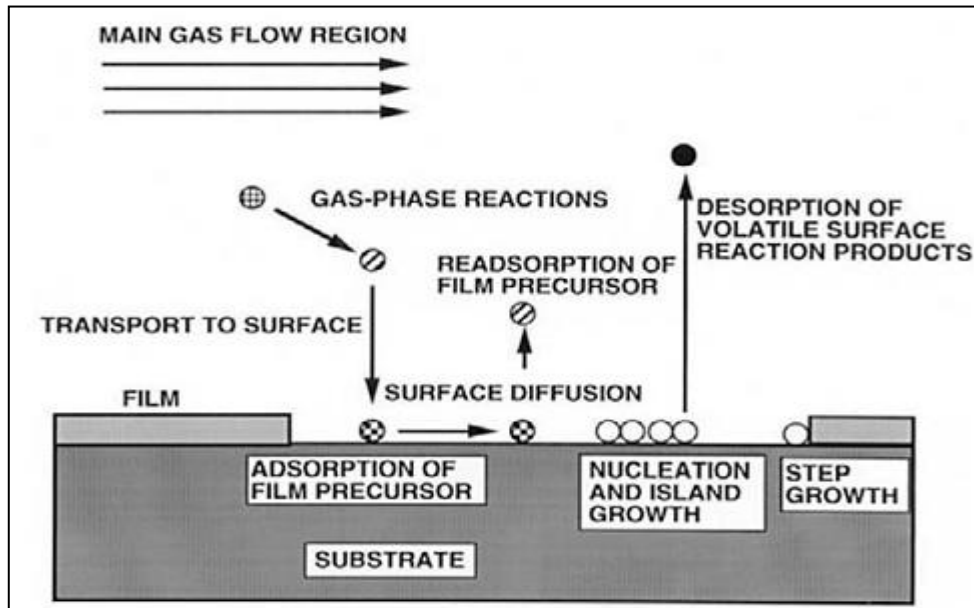 MAIN GAS FLOW REGION
GAS-PHASE REACTIONS
DESORPTION OF
VOLATILE SURFACE
REACTION PRODUCTS
READSORPTION OF
FILM PRECURSOR
TRANSPORT TO SURFACE
SURFACE DIFFUSION
FILM
ADSORPTION OF
FILM PRECURSOR
NUCLEATION
AND ISLAND
GROWTH
STEP
GROWTH
SUBSTRATE